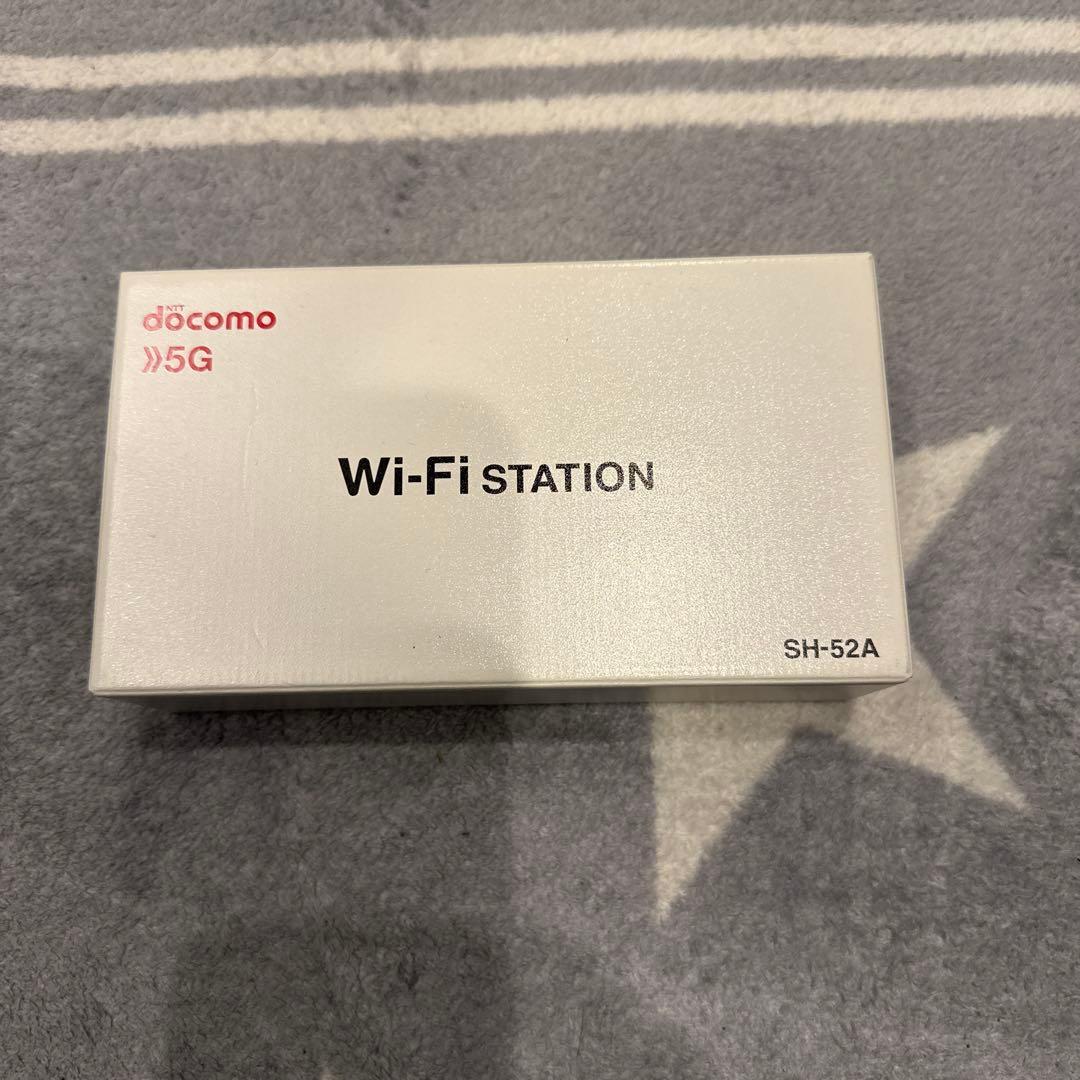 NTT
docomo
5G
Wi-Fi STATION
SH-52A